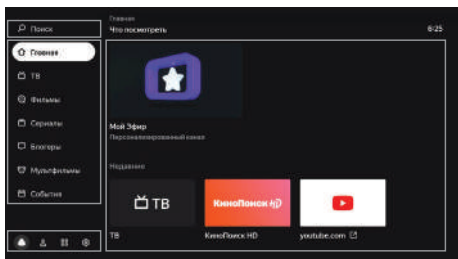 Поиск
Главная
ТВ
Фильмы
Сериалы
Блогеры
Мультфильмы
События
Главная
Что посмотреть
6:25
Мой Эфир
Персонализированный канал
Недавние
ТВ
КиноПоиск HD
ТВ
КиноПоиск HD
youtube.com